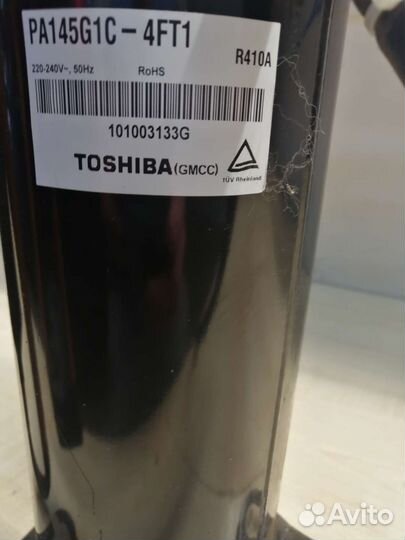 PA145G1C-4FT1
R410A
220-240V~, 50Hz RoHS
101003133G
TOSHIBA (GMCC)
TÜV Rheinland
Avito